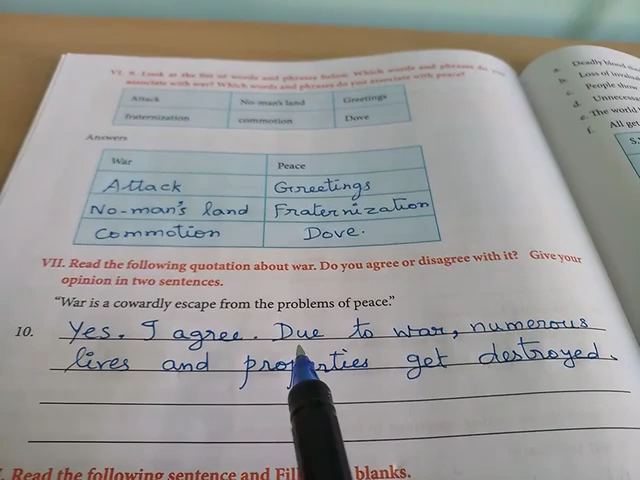 VI. 9. Look at the list of words and phrases below. Which words and phrases do you
associate with war? Which words and phrases do you associate with peace?
Attack No-man's land Greetings
fraternization commotion Dove
Answers
War Peace
Attack Greetings
No-man's land Fraternization
Commotion Dove.
VII. Read the following quotation about war. Do you agree or disagree with it? Give your
opinion in two sentences.
"War is a cowardly escape from the problems of peace."
10. Yes. I agree. Due to war, numerous
lives and properties get destroyed.
Read the following sentence and Fill blanks.
a. Deadly blood
b. Loss of
c. People show
d. Unnecess
e. The world
f. All get
S.